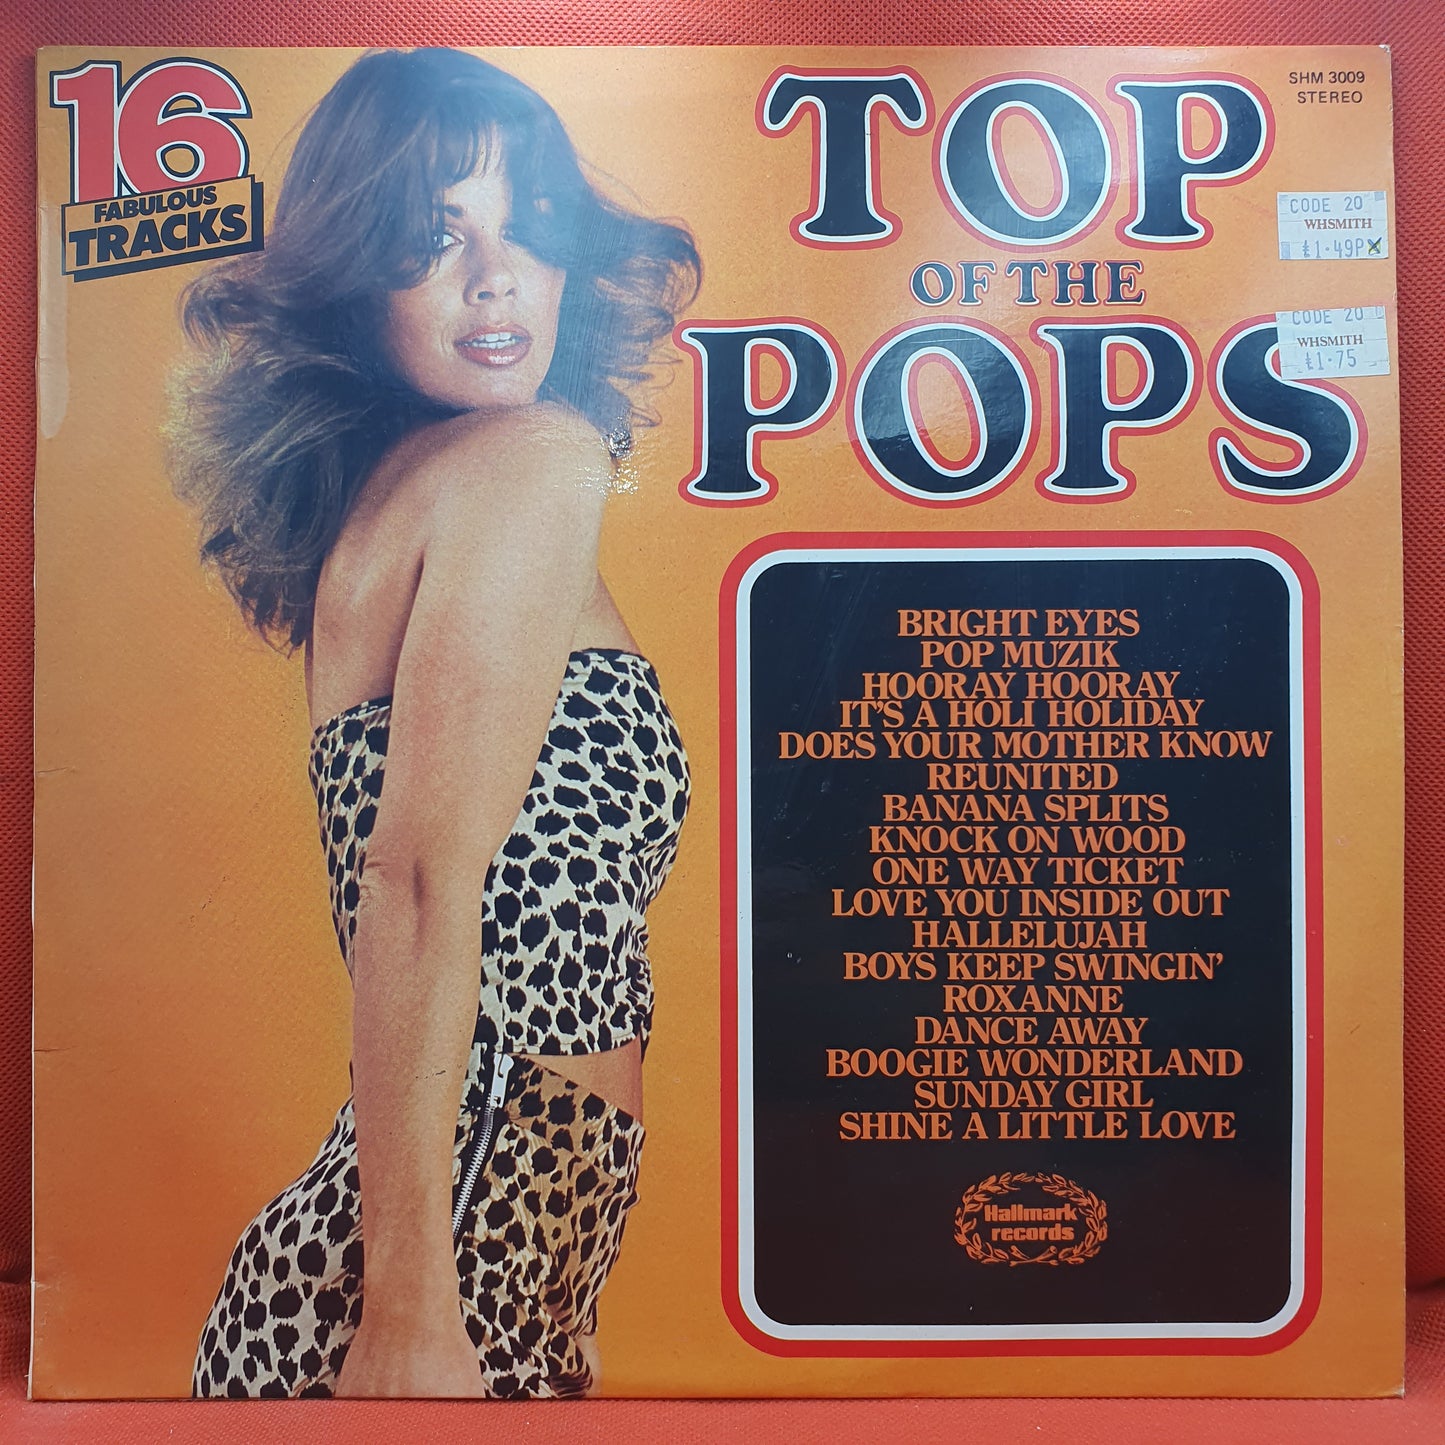 16
FABULOUS
TRACKS
TOP
OF THE
POPS
SHM 3009
STEREO
CODE 20
WHSMITH
£1·49P
CODE 20
WHSMITH
£1·75
BRIGHT EYES
POP MUZIK
HOORAY HOORAY
IT'S A HOLI HOLIDAY
DOES YOUR MOTHER KNOW
REUNITED
BANANA SPLITS
KNOCK ON WOOD
ONE WAY TICKET
LOVE YOU INSIDE OUT
HALLELUJAH
BOYS KEEP SWINGIN'
ROXANNE
DANCE AWAY
BOOGIE WONDERLAND
SUNDAY GIRL
SHINE A LITTLE LOVE
Hallmark
records